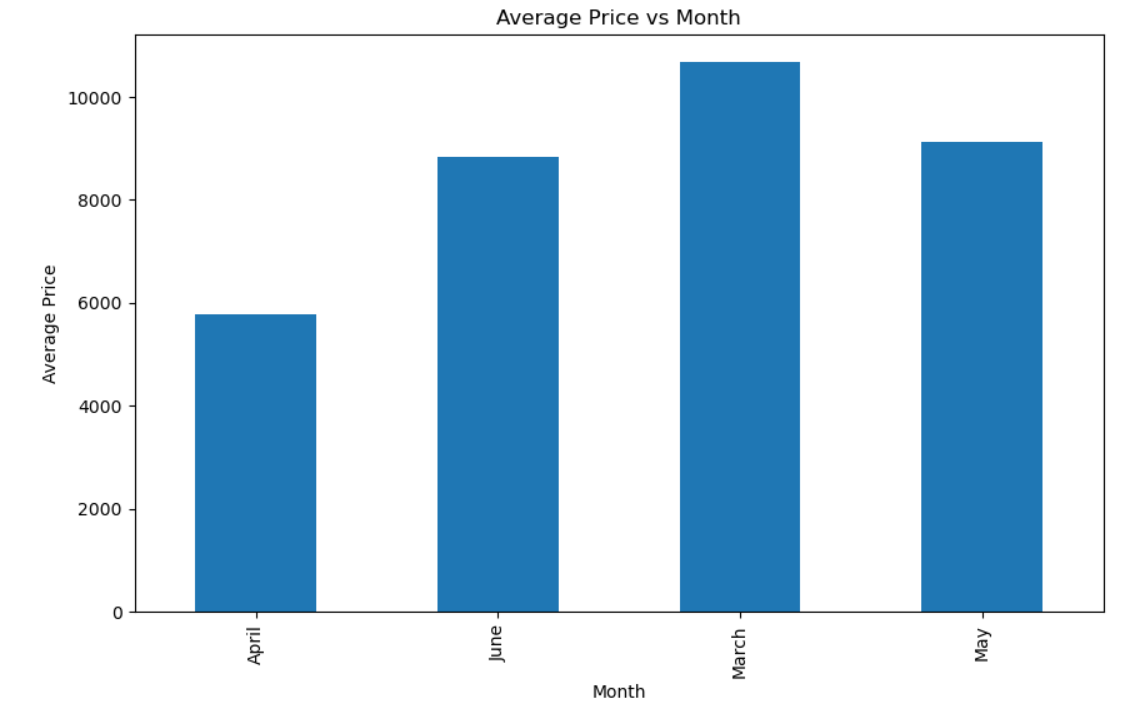 Average Price vs Month
Average Price
10000
8000
6000
4000
2000
0
April
June
March
May
Month